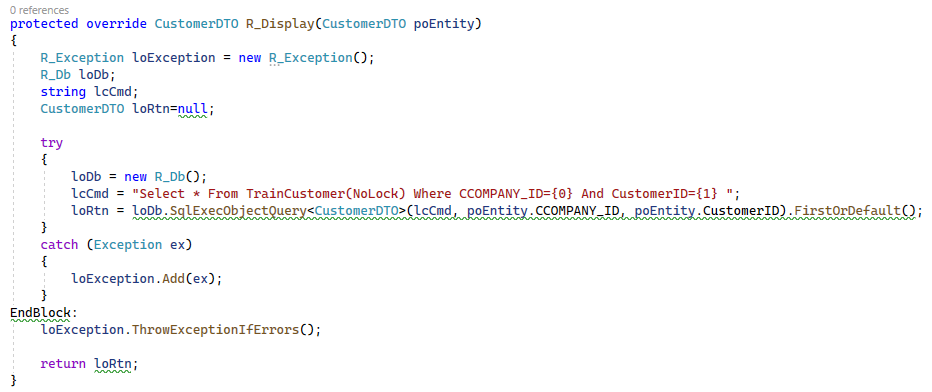 0 references
protected override CustomerDTO R_Display(CustomerDTO poEntity)
{
    R_Exception loException = new R_Exception();
    R_Db loDb;
    string lcCmd;
    CustomerDTO loRtn=null;

    try
    {
        loDb = new R_Db();
        lcCmd = "Select * From TrainCustomer(NoLock) Where CCOMPANY_ID={0} And CustomerID={1} ";
        loRtn = loDb.SqlExecObjectQuery<CustomerDTO>(lcCmd, poEntity.CCOMPANY_ID, poEntity.CustomerID).FirstOrDefault();
    }
    catch (Exception ex)
    {
        loException.Add(ex);
    }
EndBlock:
    loException.ThrowExceptionIfErrors();

    return loRtn;
}